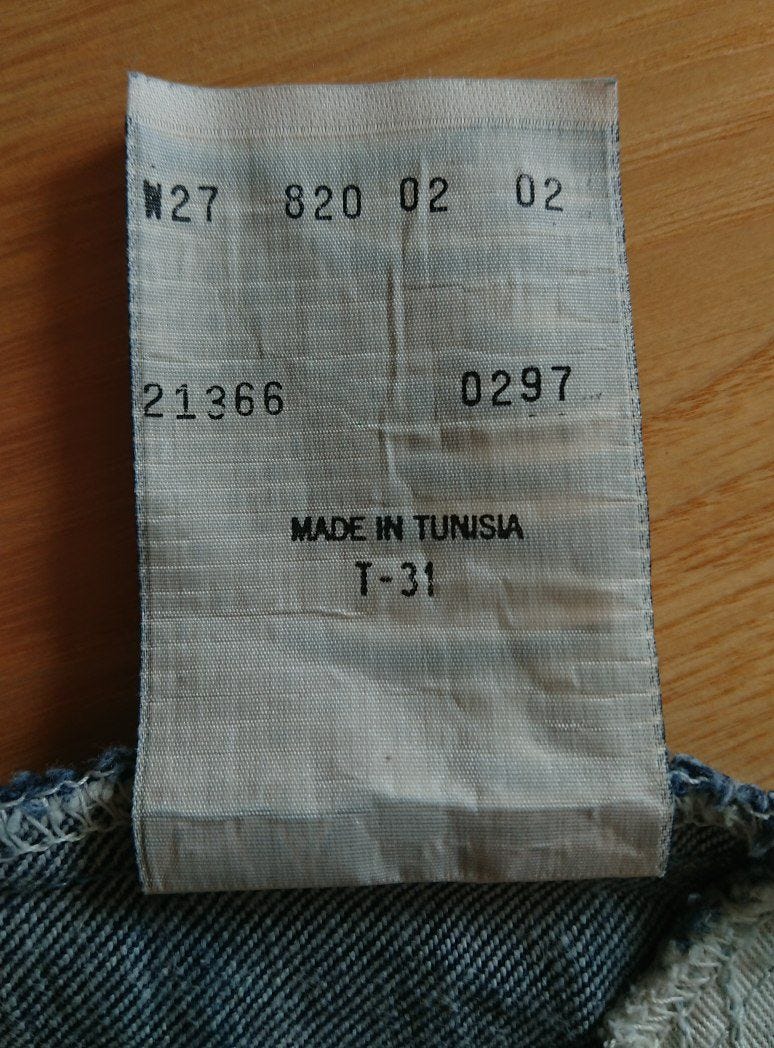 W27 820 02 02
21366 0297
MADE IN TUNISIA
T-31